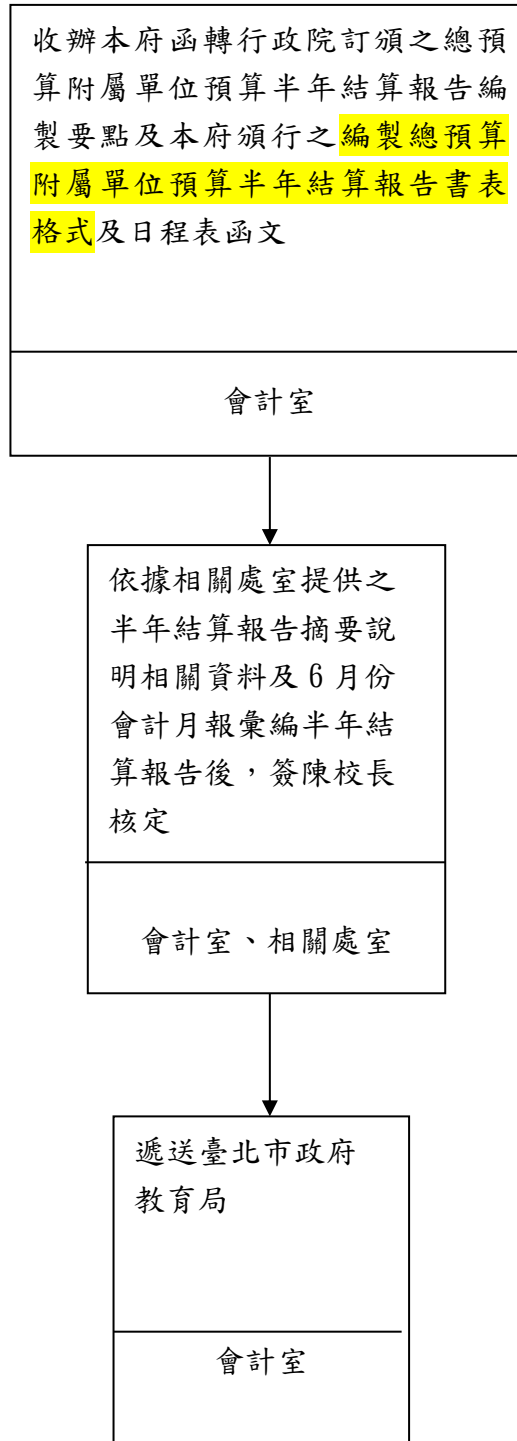 收辦本府函轉行政院訂頒之總預
算附屬單位預算半年結算報告編
製要點及本府頒行之編製總預算
附屬單位預算半年結算報告書表
格式及日程表函文
會計室
依據相關處室提供之
半年結算報告摘要說
明相關資料及 6 月份
會計月報彙編半年結
算報告後，簽陳校長
核定
會計室、相關處室
遞送臺北市政府
教育局
會計室